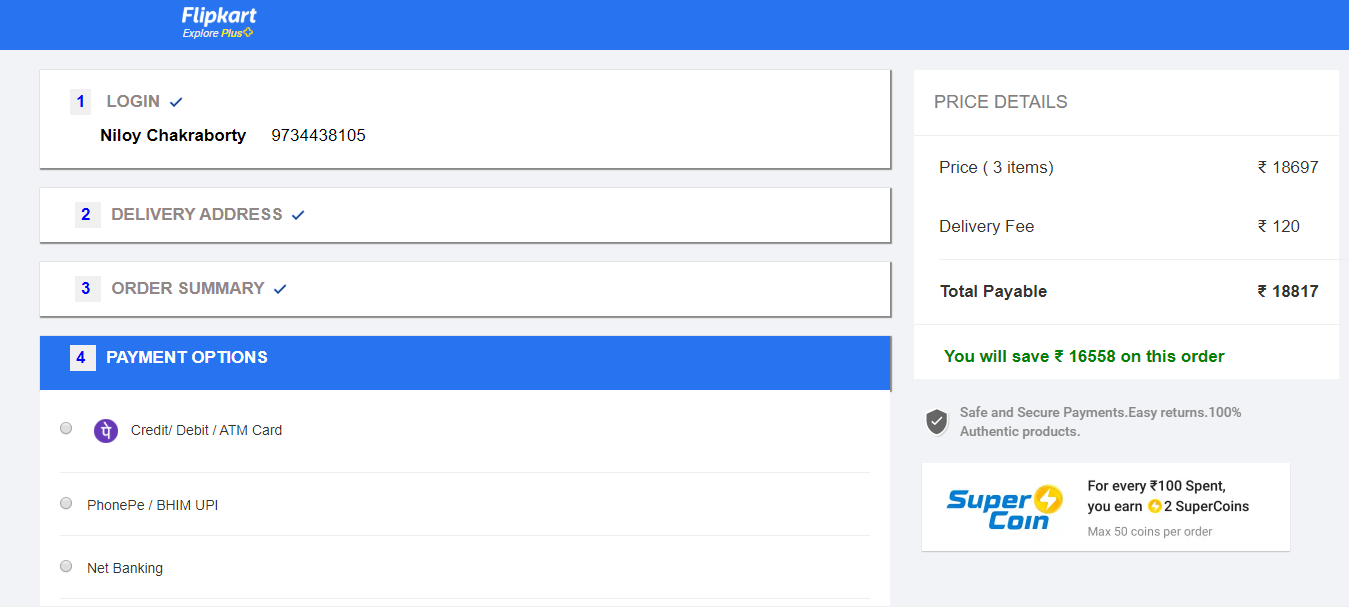 Flipkart
Explore Plus
1 LOGIN
Niloy Chakraborty 9734438105
2 DELIVERY ADDRESS
3 ORDER SUMMARY
4 PAYMENT OPTIONS
पे Credit/ Debit / ATM Card
PhonePe / BHIM UPI
Net Banking
PRICE DETAILS
Price ( 3 items) ₹ 18697
Delivery Fee ₹ 120
Total Payable ₹ 18817
You will save ₹ 16558 on this order
Safe and Secure Payments.Easy returns.100%
Authentic products.
Super
Coin
For every ₹100 Spent,
you earn 2 SuperCoins
Max 50 coins per order